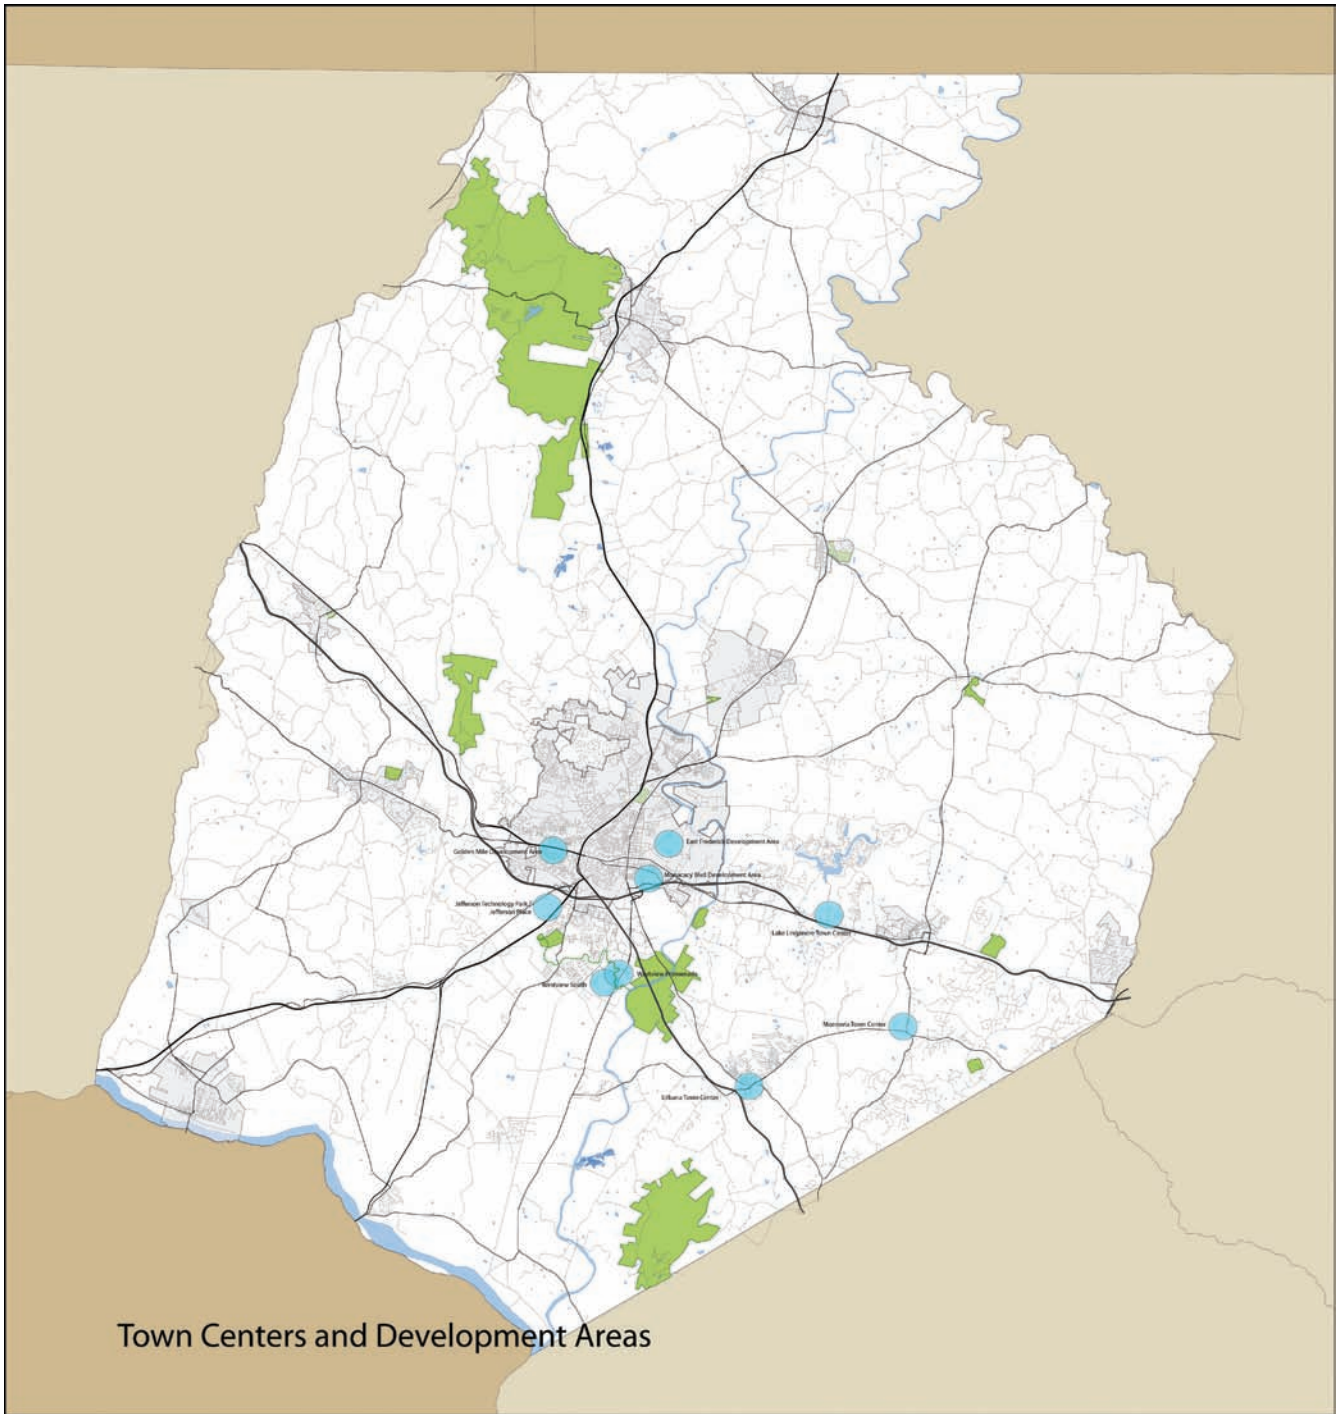 East Frederick Development Area
Golden Mile Development Area
Monocacy Blvd Development Area
Jefferson Technology Park /
Jefferson Place
Lake Linganore Town Center
Westview Promenade
Westview South
Monrovia Town Center
Urbana Town Center
Town Centers and Development Areas